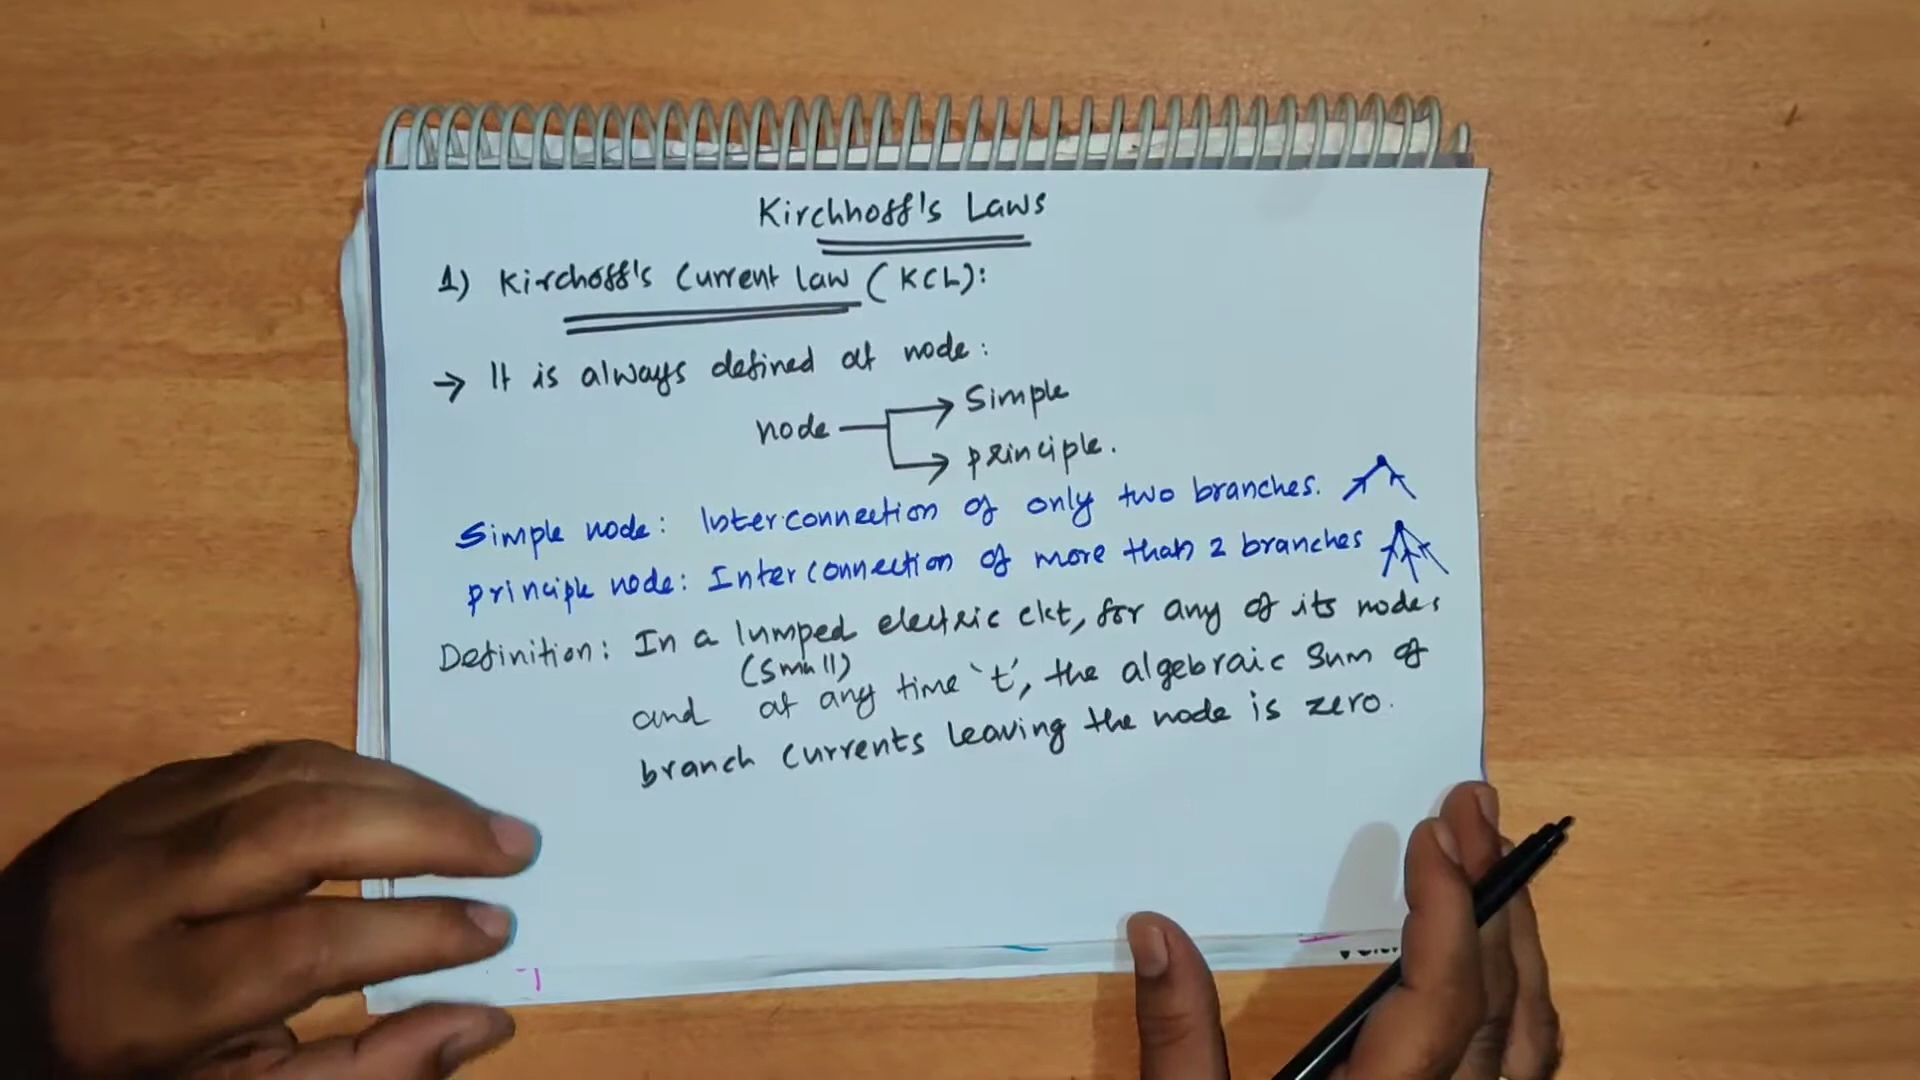 Kirchhoff's Laws
1) Kirchoff's Current law (KCL):
→ It is always defined at node:
Simple
node
principle.
Simple node: Interconnection of only two branches.
principle node: Interconnection of more than 2 branches
Definition: In a lumped electric ckt, for any of its nodes
(Small)
and at any time 't', the algebraic sum of
branch currents leaving the node is zero.